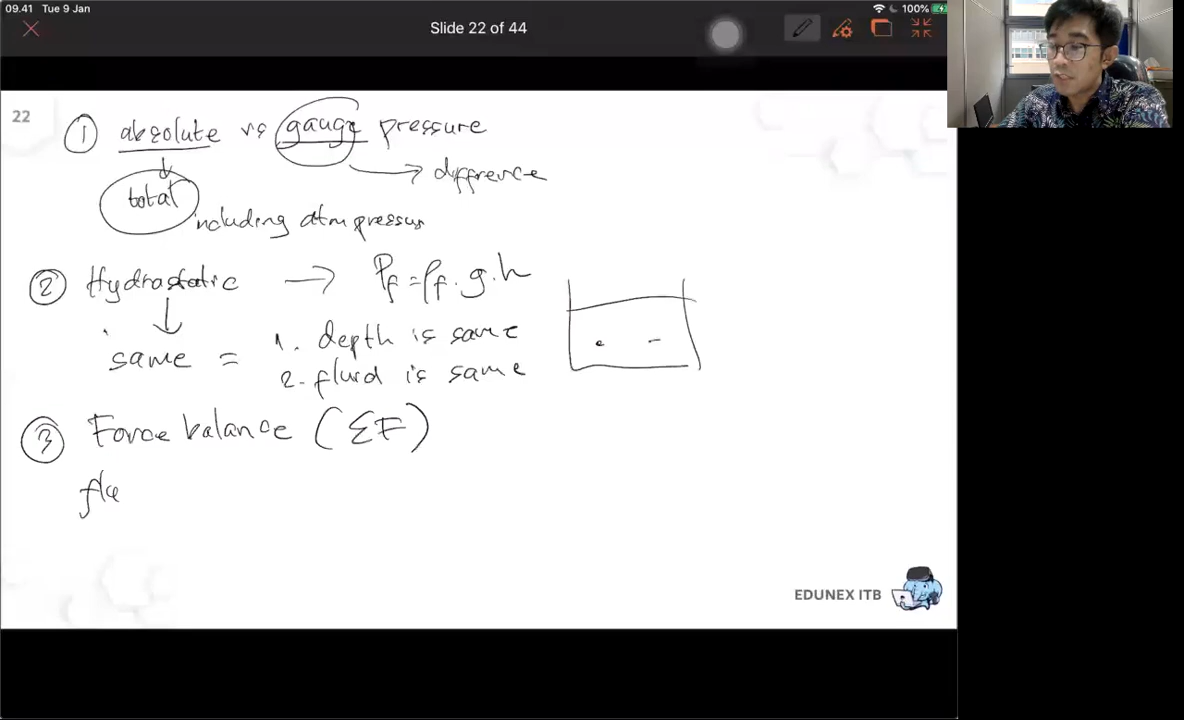 09.41 Tue 9 Jan
100%
Slide 22 of 44
22
① absolute vs gauge pressure
difference
total
including atm pressur
② Hydrostatic → Pf = ρf . g . h
same = 1. depth is same
2. fluid is same
③ Force balance (ΣF)
EDUNEX ITB